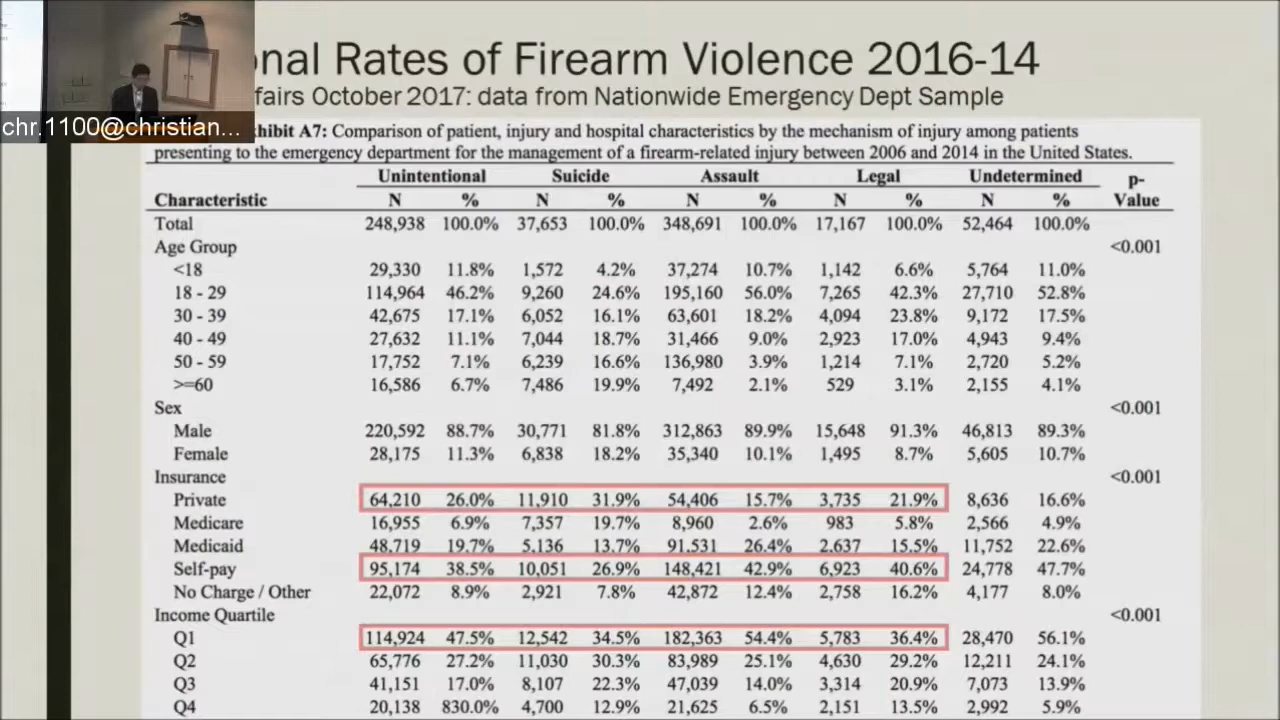 onal Rates of Firearm Violence 2016-14
ffairs October 2017: data from Nationwide Emergency Dept Sample
chr.1100@christian...
xhibit A7: Comparison of patient, injury and hospital characteristics by the mechanism of injury among patients
presenting to the emergency department for the management of a firearm-related injury between 2006 and 2014 in the United States.
Unintentional Suicide Assault Legal Undetermined p-
Characteristic N % N % N % N % N % Value
Total 248,938 100.0% 37,653 100.0% 348,691 100.0% 17,167 100.0% 52,464 100.0%
Age Group <0.001
<18 29,330 11.8% 1,572 4.2% 37,274 10.7% 1,142 6.6% 5,764 11.0%
18 - 29 114,964 46.2% 9,260 24.6% 195,160 56.0% 7,265 42.3% 27,710 52.8%
30 - 39 42,675 17.1% 6,052 16.1% 63,601 18.2% 4,094 23.8% 9,172 17.5%
40 - 49 27,632 11.1% 7,044 18.7% 31,466 9.0% 2,923 17.0% 4,943 9.4%
50 - 59 17,752 7.1% 6,239 16.6% 136,980 3.9% 1,214 7.1% 2,720 5.2%
>=60 16,586 6.7% 7,486 19.9% 7,492 2.1% 529 3.1% 2,155 4.1%
Sex <0.001
Male 220,592 88.7% 30,771 81.8% 312,863 89.9% 15,648 91.3% 46,813 89.3%
Female 28,175 11.3% 6,838 18.2% 35,340 10.1% 1,495 8.7% 5,605 10.7%
Insurance <0.001
Private 64,210 26.0% 11,910 31.9% 54,406 15.7% 3,735 21.9% 8,636 16.6%
Medicare 16,955 6.9% 7,357 19.7% 8,960 2.6% 983 5.8% 2,566 4.9%
Medicaid 48,719 19.7% 5,136 13.7% 91,531 26.4% 2,637 15.5% 11,752 22.6%
Self-pay 95,174 38.5% 10,051 26.9% 148,421 42.9% 6,923 40.6% 24,778 47.7%
No Charge / Other 22,072 8.9% 2,921 7.8% 42,872 12.4% 2,758 16.2% 4,177 8.0%
Income Quartile <0.001
Q1 114,924 47.5% 12,542 34.5% 182,363 54.4% 5,783 36.4% 28,470 56.1%
Q2 65,776 27.2% 11,030 30.3% 83,989 25.1% 4,630 29.2% 12,211 24.1%
Q3 41,151 17.0% 8,107 22.3% 47,039 14.0% 3,314 20.9% 7,073 13.9%
Q4 20,138 830.0% 4,700 12.9% 21,625 6.5% 2,151 13.5% 2,992 5.9%